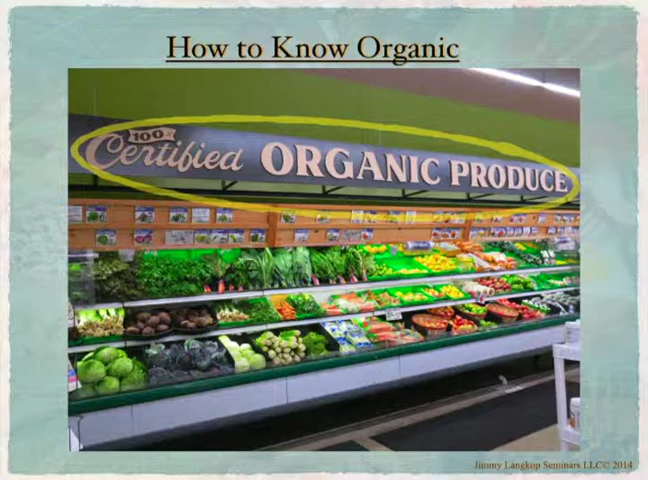 How to Know Organic
100%
Certified ORGANIC PRODUCE
Jimmy Langkop Seminars LLC© 2014